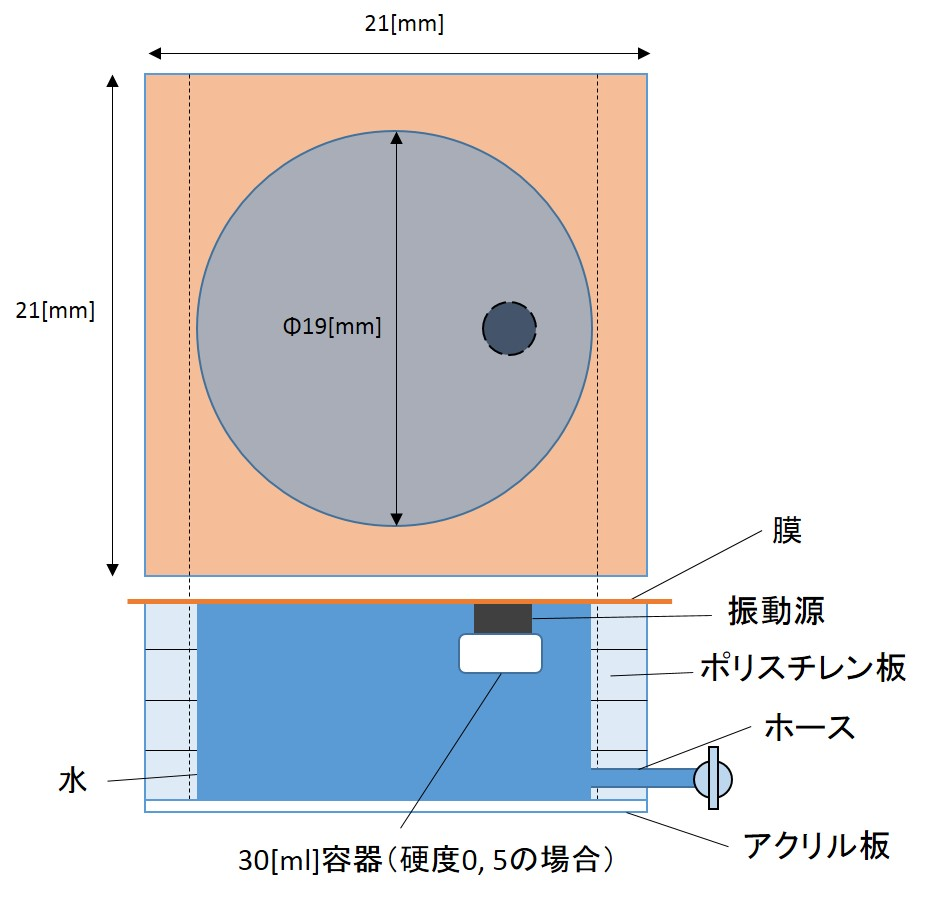 21[mm]
21[mm]
Φ19[mm]
膜
振動源
ポリスチレン板
ホース
水
アクリル板
30[ml]容器(硬度0, 5の場合)